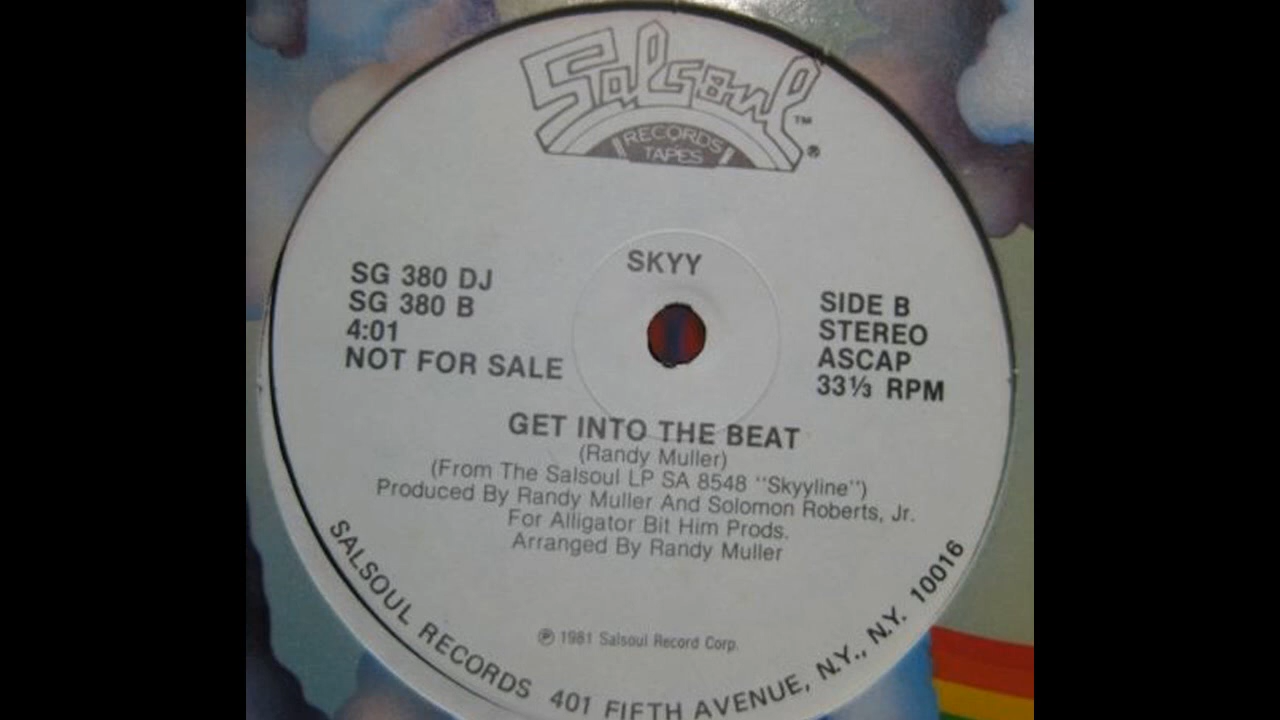 Salsoul TM
RECORDS
TAPES ®
SKYY
SG 380 DJ
SG 380 B
4:01
NOT FOR SALE
SIDE B
STEREO
ASCAP
33⅓ RPM
GET INTO THE BEAT
(Randy Muller)
(From The Salsoul LP SA 8548 "Skyyline")
Produced By Randy Muller And Solomon Roberts, Jr.
For Alligator Bit Him Prods.
Arranged By Randy Muller
℗ 1981 Salsoul Record Corp.
SALSOUL RECORDS 401 FIFTH AVENUE, N.Y., N.Y. 10016